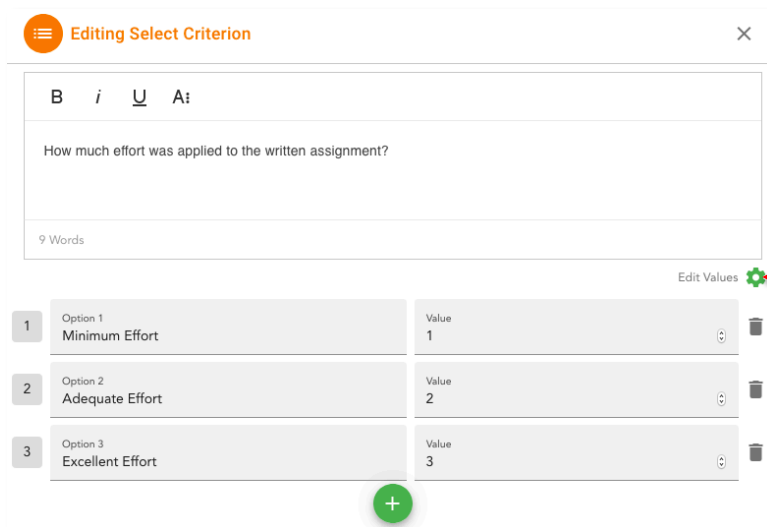 Editing Select Criterion
B i U A
How much effort was applied to the written assignment?
9 Words
Edit Values
1
Option 1
Minimum Effort
Value
1
2
Option 2
Adequate Effort
Value
2
3
Option 3
Excellent Effort
Value
3